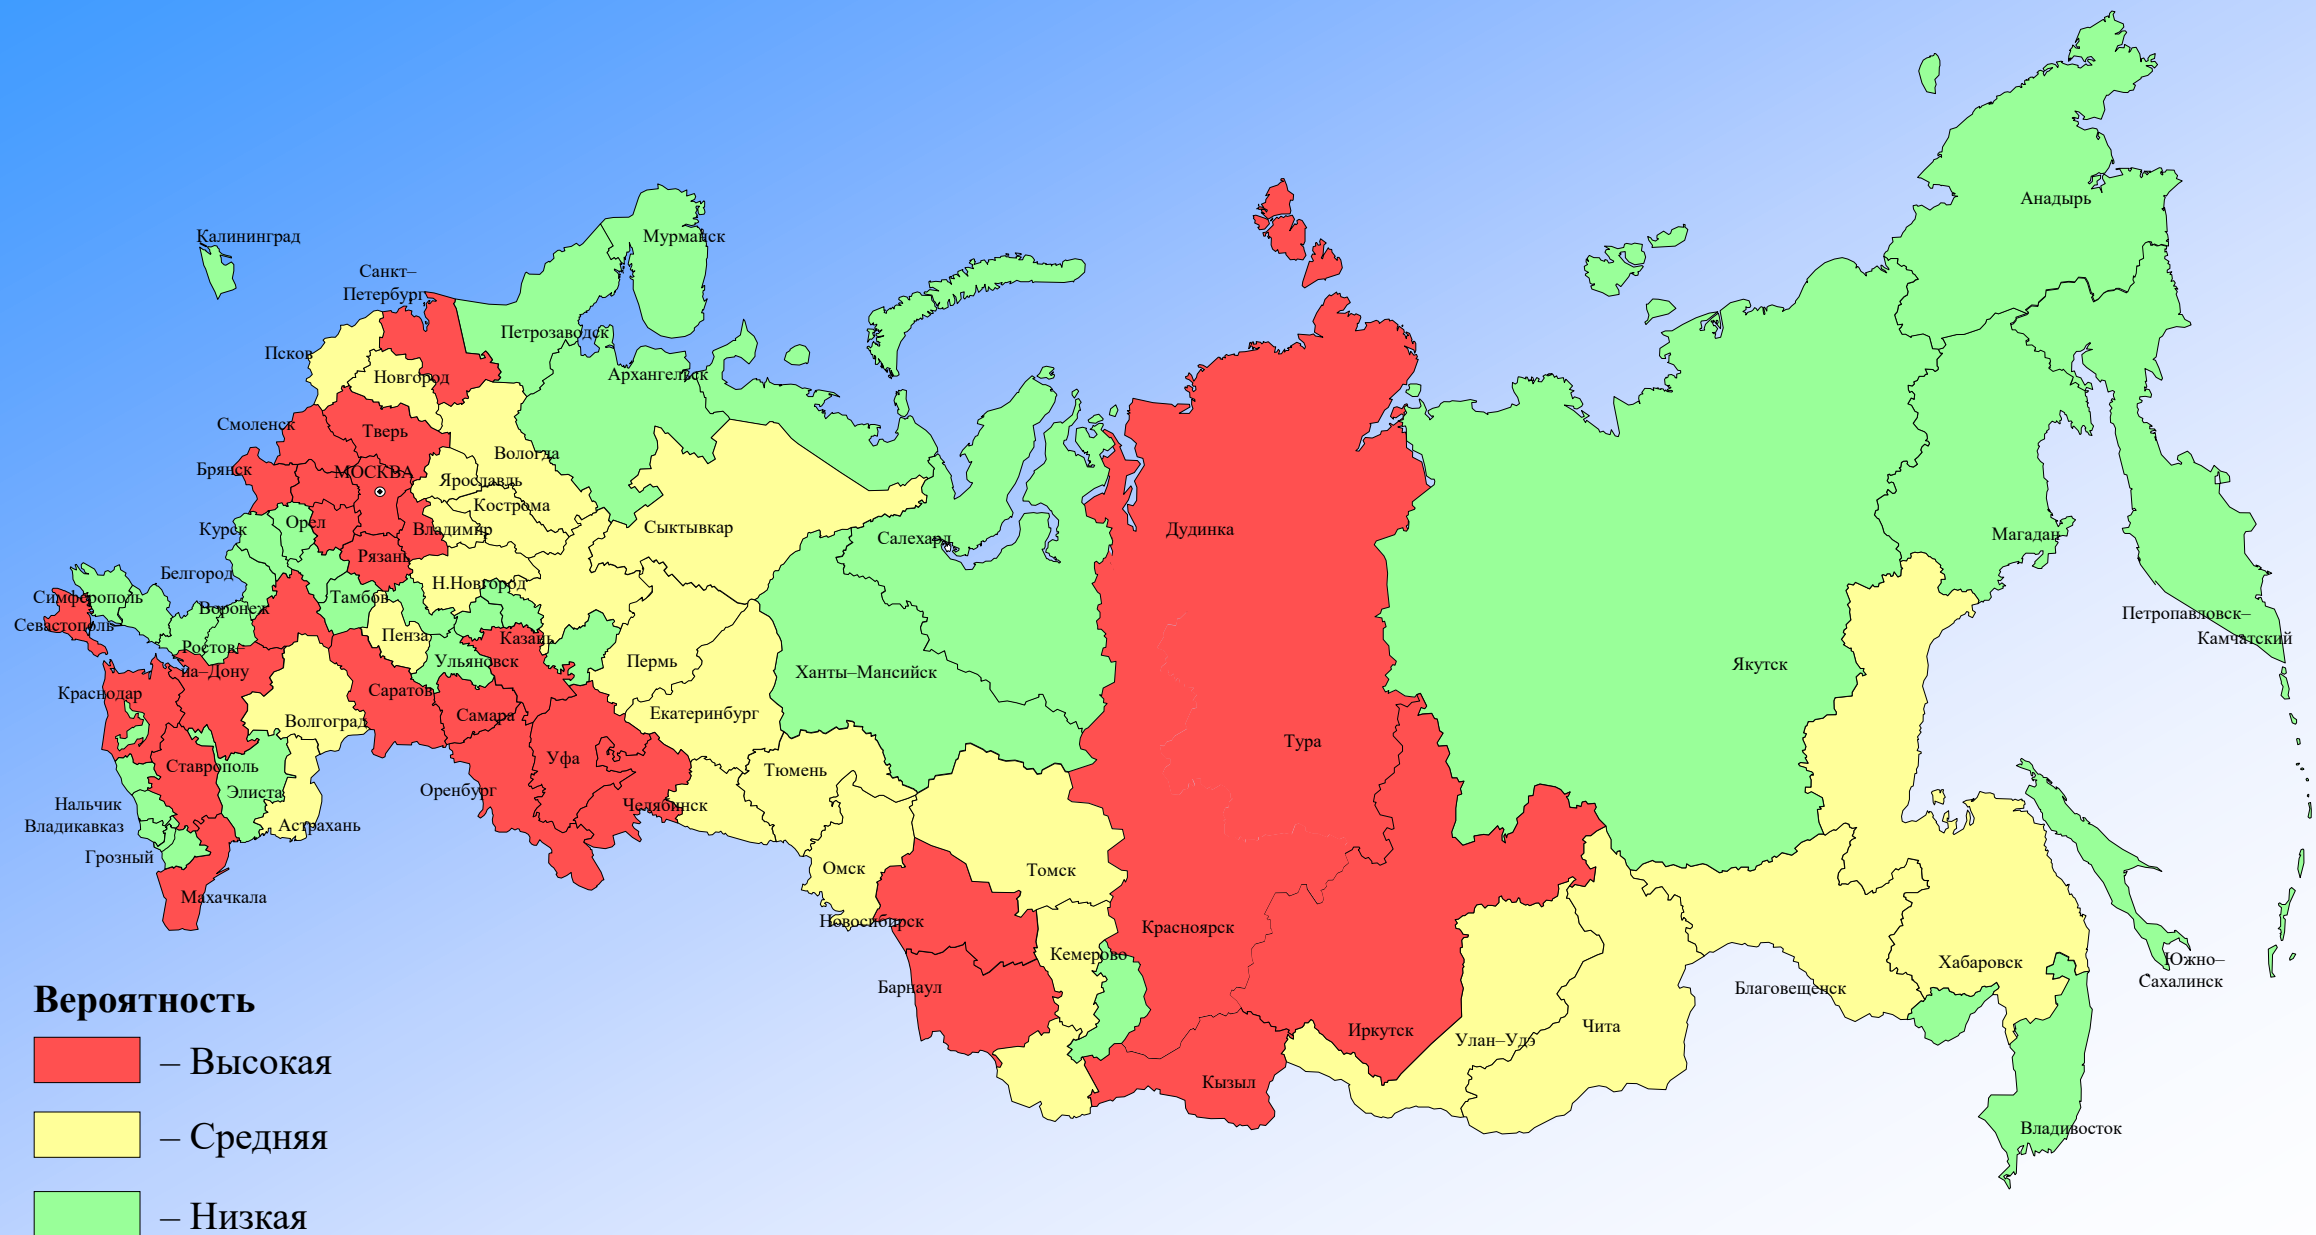 Анадырь
Калининград
Мурманск
Санкт–
Петербург
Петрозаводск
Псков
Архангельск
Новгород
Смоленск
Тверь
Вологда
Брянск
МОСКВА
Ярославль
Кострома
Курск
Орел
Владимир
Сыктывкар
Салехард
Дудинка
Магадан
Рязань
Белгород
Н.Новгород
Симферополь
Воронеж
Тамбов
Севастополь
Пенза
Казань
Петропавловск–
Камчатский
Ростов–
на–Дону
Ульяновск
Пермь
Ханты–Мансийск
Якутск
Краснодар
Саратов
Самара
Екатеринбург
Волгоград
Тура
Уфа
Ставрополь
Тюмень
Элиста
Оренбург
Челябинск
Нальчик
Владикавказ
Астрахань
Грозный
Омск
Томск
Махачкала
Новосибирск
Красноярск
Кемерово
Хабаровск
Южно–
Сахалинск
Барнаул
Благовещенск
Вероятность
Иркутск
Улан–Удэ
Чита
– Высокая
Кызыл
Владивосток
– Средняя
– Низкая